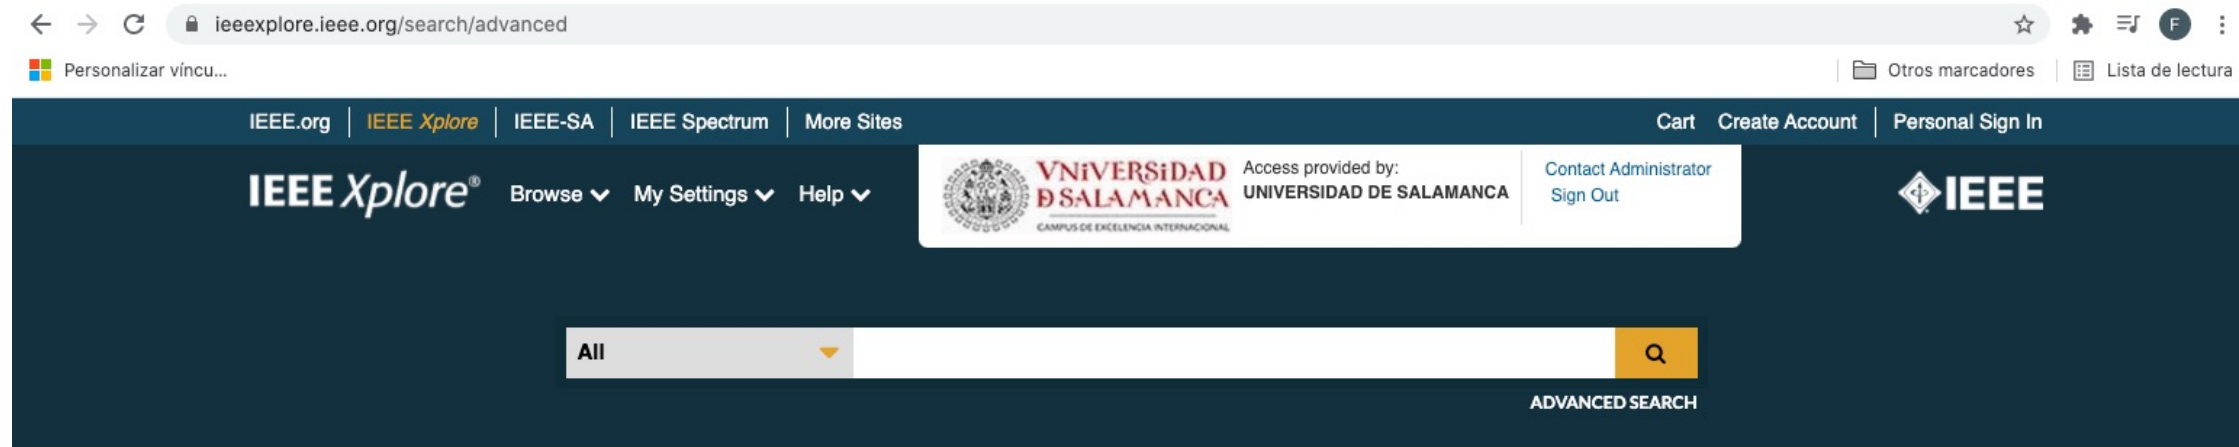 ieeexplore.ieee.org/search/advanced
F
Personalizar víncu...
Otros marcadores
Lista de lectura
IEEE.org
IEEE Xplore
IEEE-SA
IEEE Spectrum
More Sites
Cart
Create Account
Personal Sign In
IEEE Xplore®
Browse
My Settings
Help
VNiVERSiDAD
D SALAMANCA
CAMPUS DE EXCELENCIA INTERNACIONAL
Access provided by:
UNIVERSIDAD DE SALAMANCA
Contact Administrator
Sign Out
IEEE
All
ADVANCED SEARCH